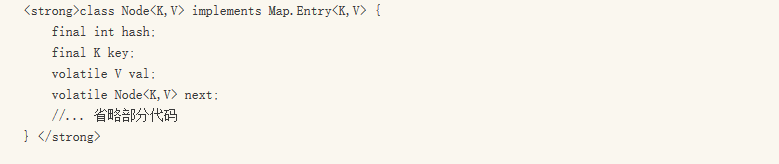 <strong>class Node<K,V> implements Map.Entry<K,V> {
    final int hash;
    final K key;
    volatile V val;
    volatile Node<K,V> next;
    //... 省略部分代码
} </strong>